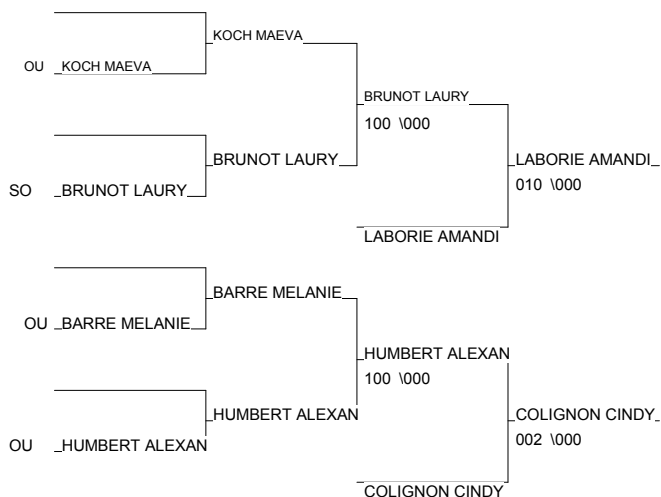 KOCH MAEVA
OU KOCH MAEVA
BRUNOT LAURY
100 \000
BRUNOT LAURY
LABORIE AMANDI
010 \000
SO BRUNOT LAURY
LABORIE AMANDI
BARRE MELANIE
OU BARRE MELANIE
HUMBERT ALEXAN
100 \000
HUMBERT ALEXAN
COLIGNON CINDY
002 \000
OU HUMBERT ALEXAN
COLIGNON CINDY